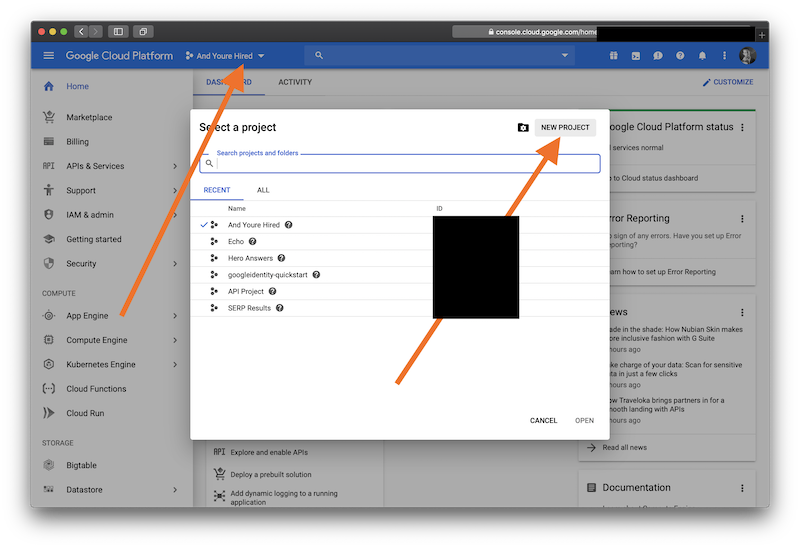 console.cloud.google.com/home
Google Cloud Platform
And Youre Hired
Home
DASHBOARD
ACTIVITY
CUSTOMIZE
Marketplace
Billing
API APIs & Services
Support
IAM & admin
Getting started
Security
COMPUTE
App Engine
Compute Engine
Kubernetes Engine
Cloud Functions
Cloud Run
STORAGE
Bigtable
Datastore
Select a project
NEW PROJECT
Search projects and folders
RECENT
ALL
Name
ID
And Youre Hired
Echo
Hero Answers
googleidentity-quickstart
API Project
SERP Results
CANCEL
OPEN
API Explore and enable APIs
Deploy a prebuilt solution
Add dynamic logging to a running
application
oogle Cloud Platform status
services normal
to Cloud status dashboard
rror Reporting
sign of any errors. Have you set up Error
eporting?
arn how to set up Error Reporting
ews
ade in the shade: How Nubian Skin makes
ore inclusive fashion with G Suite
hours ago
ke charge of your data: Scan for sensitive
ta in just a few clicks
hours ago
ow Traveloka brings partners in for a
mooth landing with APIs
hours ago
Read all news
Documentation